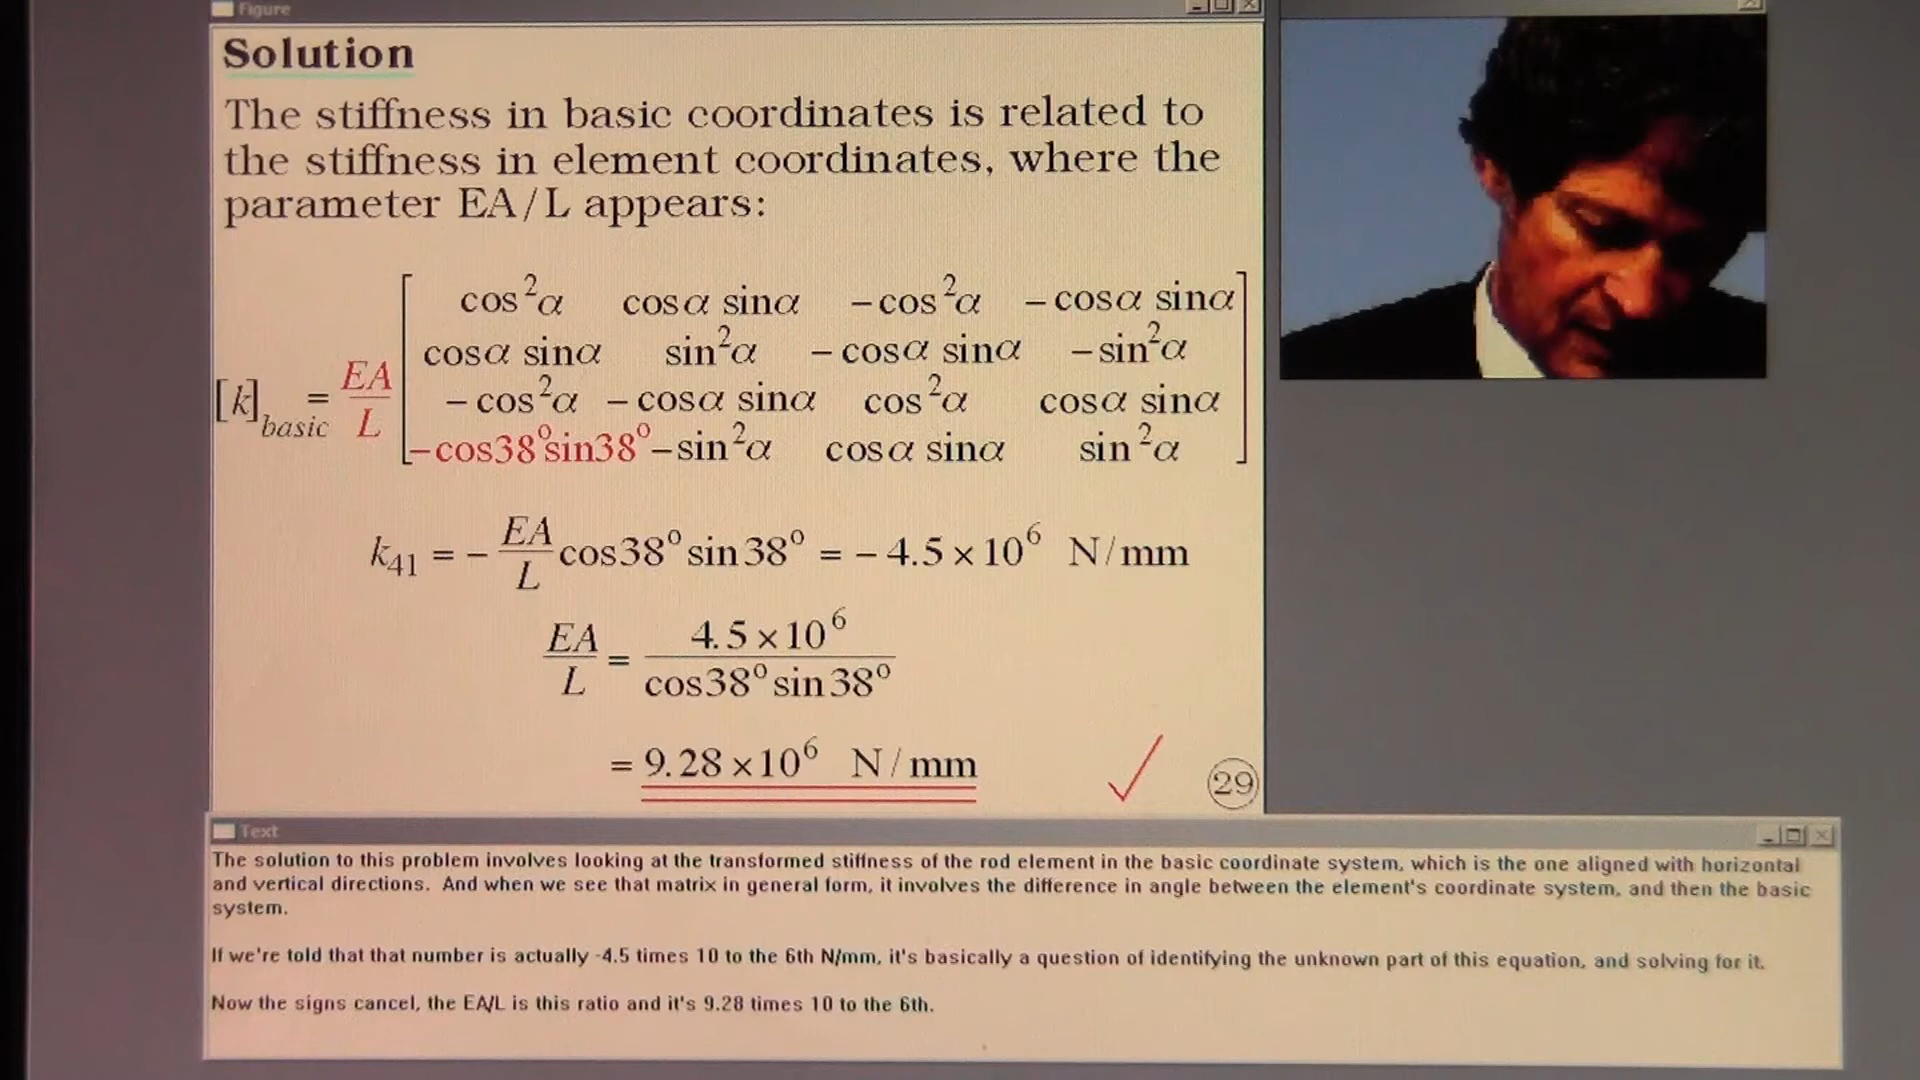 Figure
Solution
The stiffness in basic coordinates is related to
the stiffness in element coordinates, where the
parameter EA/L appears:
[k]basic = EA/L [ cos²α cosα sinα −cos²α −cosα sinα
cosα sinα sin²α −cosα sinα −sin²α
−cos²α −cosα sinα cos²α cosα sinα
−cos38°sin38° −sin²α cosα sinα sin²α ]
k₄₁ = − EA/L cos38° sin38° = −4.5×10⁶ N/mm
EA/L = 4.5×10⁶ / cos38° sin38°
= 9.28×10⁶ N/mm
29
Text
The solution to this problem involves looking at the transformed stiffness of the rod element in the basic coordinate system, which is the one aligned with horizontal
and vertical directions. And when we see that matrix in general form, it involves the difference in angle between the element's coordinate system, and then the basic
system.
If we're told that that number is actually -4.5 times 10 to the 6th N/mm, it's basically a question of identifying the unknown part of this equation, and solving for it.
Now the signs cancel, the EA/L is this ratio and it's 9.28 times 10 to the 6th.